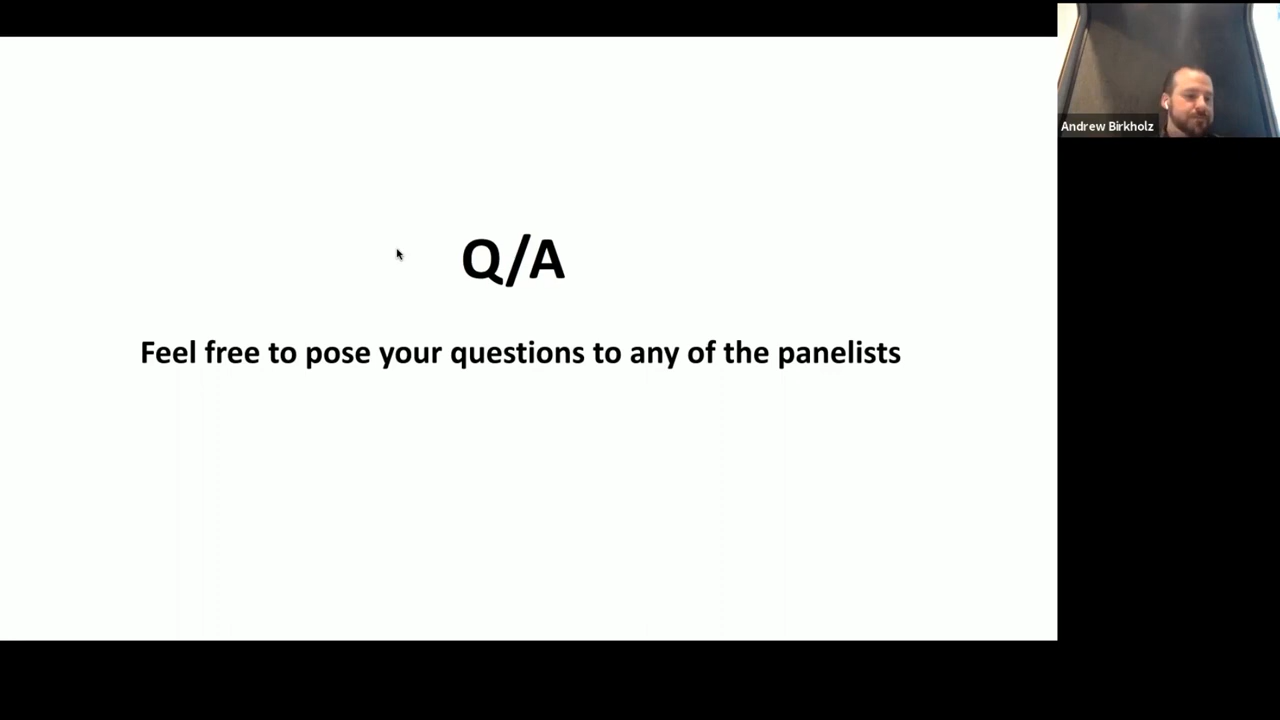 Q/A
Feel free to pose your questions to any of the panelists
Andrew Birkholz